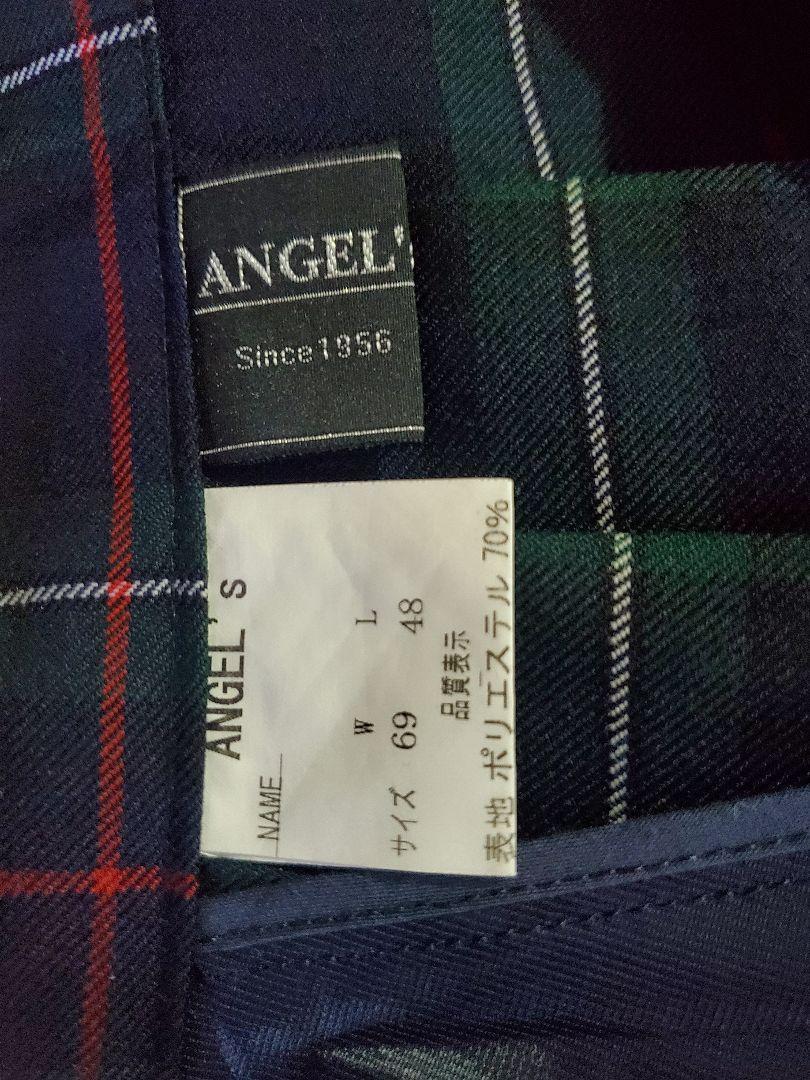 ANGEL'
Since1956
ANGEL's
NAME
W L
サイズ 69 48
品質表示
表地 ポリエステル 70%